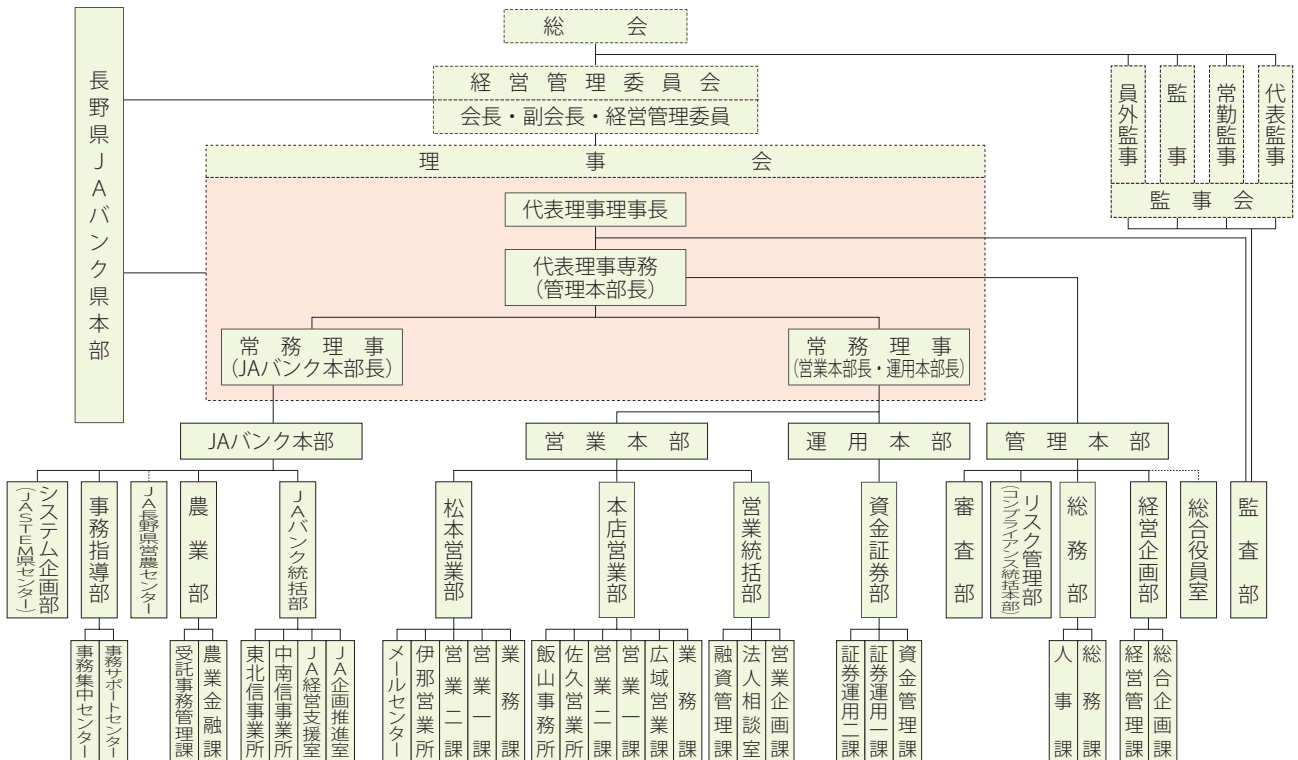 総会
経営管理委員会
会長・副会長・経営管理委員
理事会
代表理事理事長
代表理事専務
(管理本部長)
常務理事
(JAバンク本部長)
常務理事
(営業本部長・運用本部長)
長野県JAバンク県本部
員外監事
監事
常勤監事
代表監事
監事会
JAバンク本部
営業本部
運用本部
管理本部
システム企画部
(JASTEM県センター)
事務指導部
JA長野県営農センター
農業部
JAバンク統括部
松本営業部
本店営業部
営業統括部
資金証券部
審査部
リスク管理部
(コンプライアンス統括本部)
総務部
経営企画部
総合役員室
監査部
事務集中センター
事務サポートセンター
受託事務管理課
農業金融課
東北信事業所
中南信事業所
JA経営支援室
JA企画推進室
メールセンター
伊那営業所
営業二課
営業一課
業務課
飯山事務所
佐久営業所
営業二課
営業一課
広域営業課
業務課
融資管理課
法人相談室
営業企画課
証券運用二課
証券運用一課
資金管理課
人事課
総務課
経営管理課
総合企画課